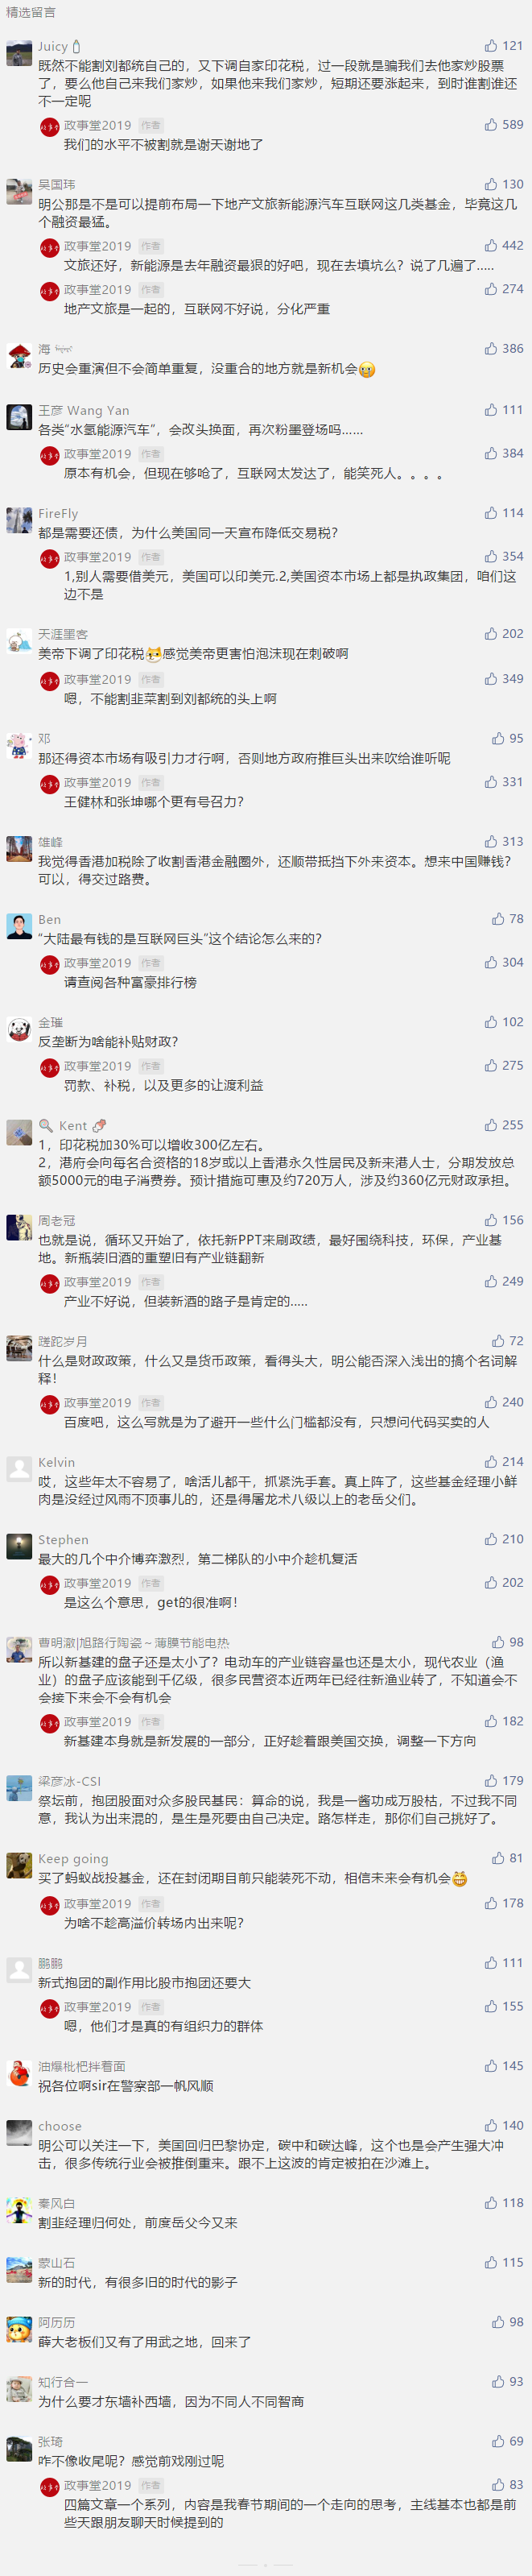 精选留言
Juicy
121
既然不能割刘都统自己的，又下调自家印花税，过一段就是骗我们去他家炒股票
了，要么他自己来我们家炒，如果他来我们家炒，短期还要涨起来，到时谁割谁还
不一定呢
政事堂2019 作者
589
我们的水平不被割就是谢天谢地了
吴国玮
130
明公那是不是可以提前布局一下地产文旅新能源汽车互联网这几类基金，毕竟这几
个融资最猛。
政事堂2019 作者
442
文旅还好，新能源是去年融资最狠的好吧，现在去填坑么？说了几遍了.....
政事堂2019 作者
274
地产文旅是一起的，互联网不好说，分化严重
海
386
历史会重演但不会简单重复，没重合的地方就是新机会
王彦 Wang Yan
111
各类“水氢能源汽车”，会改头换面，再次粉墨登场吗……
政事堂2019 作者
384
原本有机会，但现在够呛了，互联网太发达了，能笑死人。。。。
FireFly
114
都是需要还债，为什么美国同一天宣布降低交易税？
政事堂2019 作者
354
1,别人需要借美元，美国可以印美元.2,美国资本市场上都是执政集团，咱们这
边不是
天涯墨客
202
美帝下调了印花税感觉美帝更害怕泡沫现在刺破啊
政事堂2019 作者
349
嗯，不能割韭菜割到刘都统的头上啊
邓
95
那还得资本市场有吸引力才行啊，否则地方政府推巨头出来吹给谁听呢
政事堂2019 作者
331
王健林和张坤哪个更有号召力？
雄峰
313
我觉得香港加税除了收割香港金融圈外，还顺带抵挡下外来资本。想来中国赚钱？
可以，得交过路费。
Ben
78
“大陆最有钱的是互联网巨头”这个结论怎么来的？
政事堂2019 作者
304
请查阅各种富豪排行榜
金璀
102
反垄断为啥能补贴财政？
政事堂2019 作者
275
罚款、补税，以及更多的让渡利益
Kent
255
1，印花税加30%可以增收300亿左右。
2，港府会向每名合资格的18岁或以上香港永久性居民及新来港人士，分期发放总
额5000元的电子消费券。预计措施可惠及约720万人，涉及约360亿元财政承担。
周老冠
156
也就是说，循环又开始了，依托新PPT来刷政绩，最好围绕科技，环保，产业基
地。新瓶装旧酒的重塑旧有产业链翻新
政事堂2019 作者
249
产业不好说，但装新酒的路子是肯定的.....
蹉跎岁月
72
什么是财政政策，什么又是货币政策，看得头大，明公能否深入浅出的搞个名词解
释！
政事堂2019 作者
240
百度吧，这么写就是为了避开一些什么门槛都没有，只想问代码买卖的人
Kelvin
214
哎，这些年太不容易了，啥活儿都干，抓紧洗手套。真上阵了，这些基金经理小鲜
肉是没经过风雨不顶事儿的，还是得屠龙术八级以上的老岳父们。
Stephen
210
最大的几个中介博弈激烈，第二梯队的小中介趁机复活
政事堂2019 作者
202
是这么个意思，get的很准啊！
曹明澈|旭路行陶瓷～薄膜节能电热
98
所以新基建的盘子还是太小了？电动车的产业链容量也还是太小，现代农业（渔
业）的盘子应该能到千亿级，很多民营资本近两年已经往新渔业转了，不知道会不
会接下来会不会有机会
政事堂2019 作者
182
新基建本身就是新发展的一部分，正好趁着跟美国交换，调整一下方向
梁彦冰-CSI
179
祭坛前，抱团股面对众多股民基民：算命的说，我是一酱功成万股枯，不过我不同
意，我认为出来混的，是生是死要由自己决定。路怎样走，那你们自己挑好了。
Keep going
81
买了蚂蚁战投基金，还在封闭期目前只能装死不动，相信未来会有机会
政事堂2019 作者
178
为啥不趁高溢价转场内出来呢？
鹏鹏
111
新式抱团的副作用比股市抱团还要大
政事堂2019 作者
155
嗯，他们才是真的有组织力的群体
油爆枇杷拌着面
145
祝各位啊sir在警察部一帆风顺
choose
140
明公可以关注一下，美国回归巴黎协定，碳中和碳达峰，这个也是会产生强大冲
击，很多传统行业会被推倒重来。跟不上这波的肯定被拍在沙滩上。
秦风白
118
割韭经理归何处，前度岳父今又来
蒙山石
115
新的时代，有很多旧的时代的影子
阿历历
98
薛大老板们又有了用武之地，回来了
知行合一
93
为什么要才东墙补西墙，因为不同人不同智商
张琦
69
咋不像收尾呢？感觉前戏刚过呢
政事堂2019 作者
83
四篇文章一个系列，内容是我春节期间的一个走向的思考，主线基本也都是前
些天跟朋友聊天时候提到的